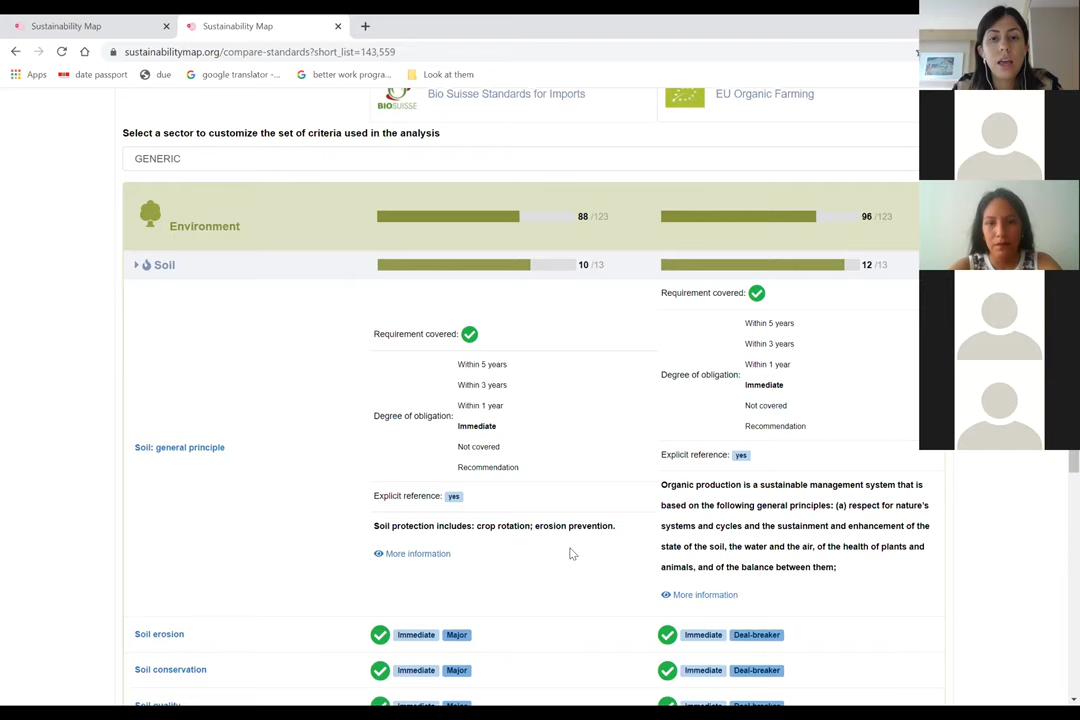 Sustainability Map
Sustainability Map
sustainabilitymap.org/compare-standards?short_list=143,559
Apps
date passport
due
google translator -...
better work progra...
Look at them
BIOSUISSE
Bio Suisse Standards for Imports
EU Organic Farming
Select a sector to customize the set of criteria used in the analysis
GENERIC
Environment
88 /123
96 /123
Soil
10 /13
12 /13
Soil: general principle
Requirement covered:
Within 5 years
Within 3 years
Within 1 year
Degree of obligation:
Immediate
Not covered
Recommendation
Explicit reference: yes
Soil protection includes: crop rotation; erosion prevention.
More information
Requirement covered:
Within 5 years
Within 3 years
Within 1 year
Degree of obligation:
Immediate
Not covered
Recommendation
Explicit reference: yes
Organic production is a sustainable management system that is
based on the following general principles: (a) respect for nature's
systems and cycles and the sustainment and enhancement of the
state of the soil, the water and the air, of the health of plants and
animals, and of the balance between them;
More information
Soil erosion
Immediate Major
Immediate Deal-breaker
Soil conservation
Immediate Major
Immediate Deal-breaker
Soil quality
Immediate Major
Immediate Deal-breaker